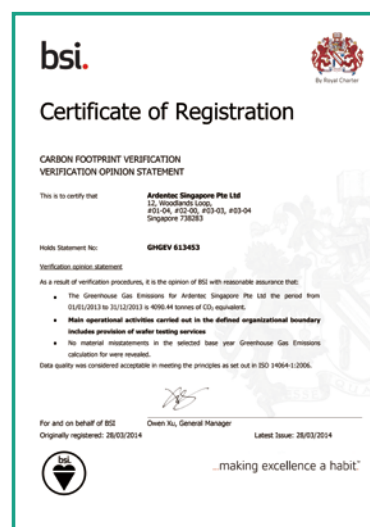 bsi.
By Royal Charter
Certificate of Registration
CARBON FOOTPRINT VERIFICATION
VERIFICATION OPINION STATEMENT
This is to certify that
Ardentec Singapore Pte Ltd
12, Woodlands Loop,
#01-04, #02-00, #03-03, #03-04
Singapore 738283
Holds Statement No:
GHGEV 613453
Verification opinion statement
As a result of verification procedures, it is the opinion of BSI with reasonable assurance that:
• The Greenhouse Gas Emissions for Ardentec Singapore Pte Ltd the period from
01/01/2013 to 31/12/2013 is 4090.44 tonnes of CO₂ equivalent.
• Main operational activities carried out in the defined organizational boundary
includes provision of wafer testing services
• No material misstatements in the selected base year Greenhouse Gas Emissions
calculation for were revealed.
Data quality was considered acceptable in meeting the principles as set out in ISO 14064-1:2006.
For and on behalf of BSI
Owen Xu, General Manager
Originally registered: 28/03/2014
Latest Issue: 28/03/2014
bsi.
...making excellence a habit.™